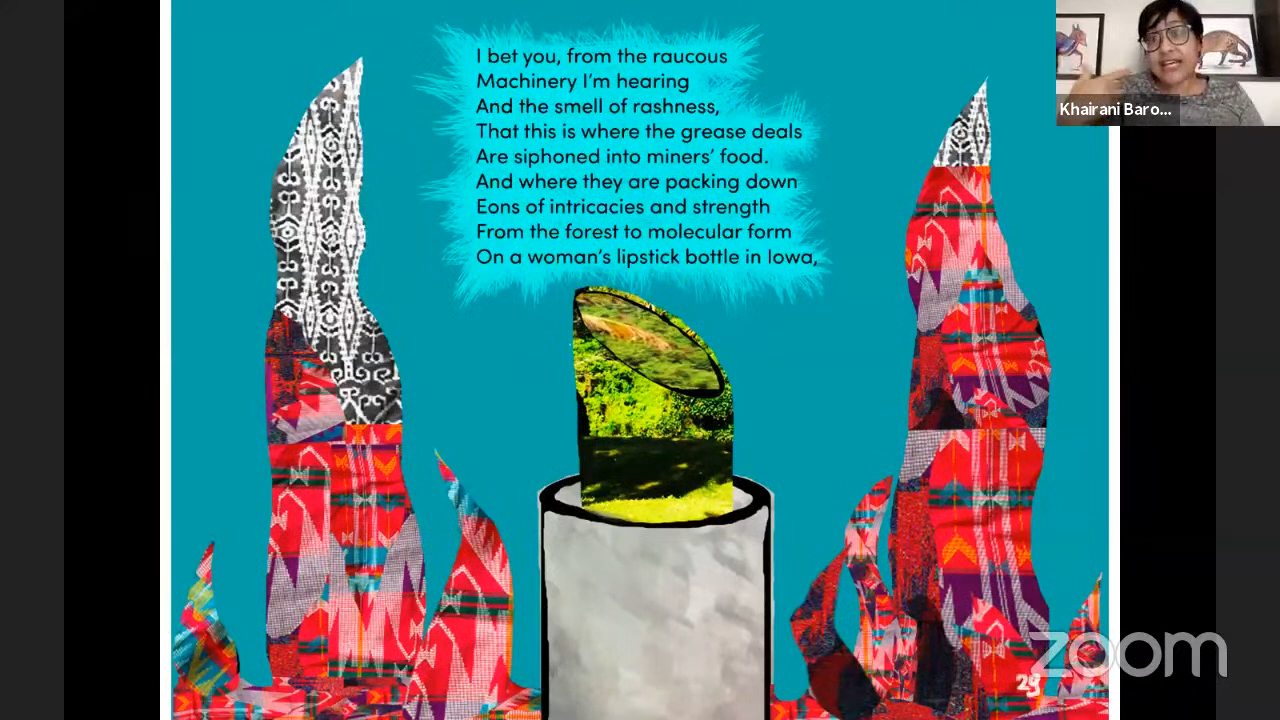 I bet you, from the raucous
Machinery I'm hearing
And the smell of rashness,
That this is where the grease deals
Are siphoned into miners' food.
And where they are packing down
Eons of intricacies and strength
From the forest to molecular form
On a woman's lipstick bottle in Iowa,
Khairani Baro...
zoom
29